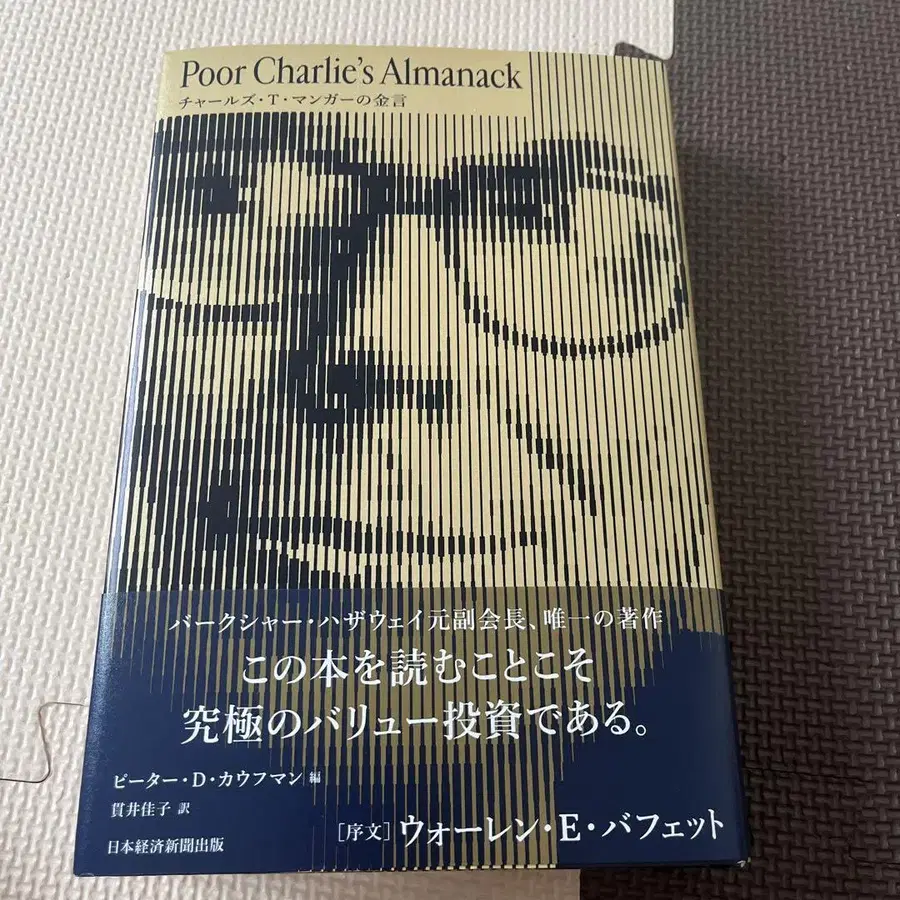 Poor Charlie's Almanack
チャールズ・T・マンガーの金言
バークシャー・ハザウェイ元副会長、唯一の著作
この本を読むことこそ
究極のバリュー投資である。
ピーター・D・カウフマン 編
貫井佳子 訳
日本経済新聞出版
[序文] ウォーレン・E・バフェット